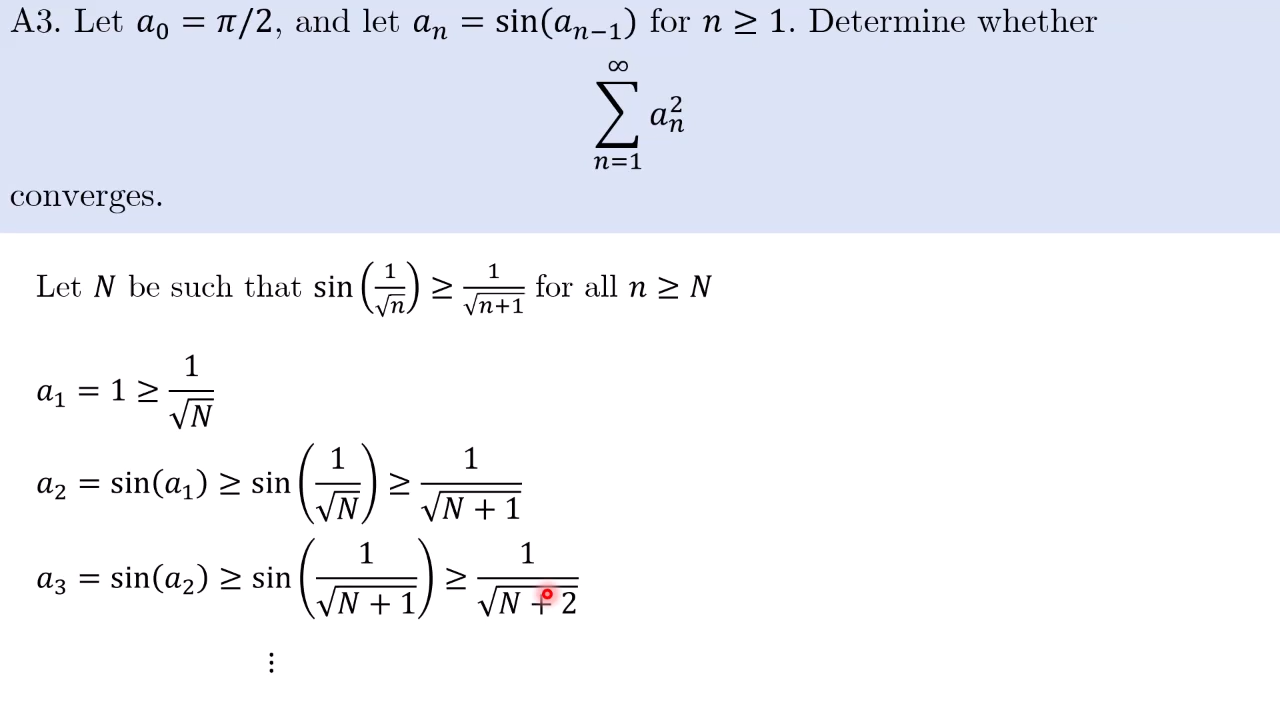 A3. Let a₀ = π/2, and let aₙ = sin(aₙ₋₁) for n ≥ 1. Determine whether
∑_{n=1}^{∞} aₙ²
converges.
Let N be such that sin(1/√n) ≥ 1/√(n+1) for all n ≥ N
a₁ = 1 ≥ 1/√N
a₂ = sin(a₁) ≥ sin(1/√N) ≥ 1/√(N + 1)
a₃ = sin(a₂) ≥ sin(1/√(N + 1)) ≥ 1/√(N + 2)
⋮